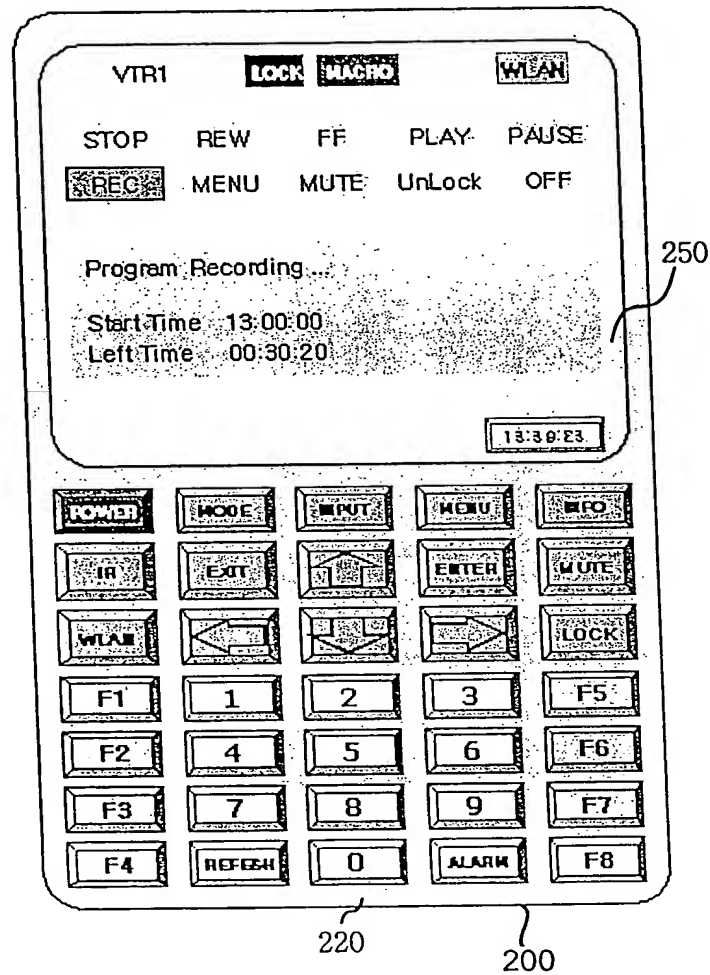 VTR1 LOCK MACRO WLAN
STOP REW FF PLAY PAUSE
REC MENU MUTE UnLock OFF
Program Recording ...
250
Start Time 13:00:00
Left Time 00:30:20
POWER MODE INPUT MENU INFO
IR EXIT ENTER MUTE
WLAN LOCK
F1 1 2 3 F5
F2 4 5 6 F6
F3 7 8 9 F7
F4 REFESH 0 ALARM F8
220
200